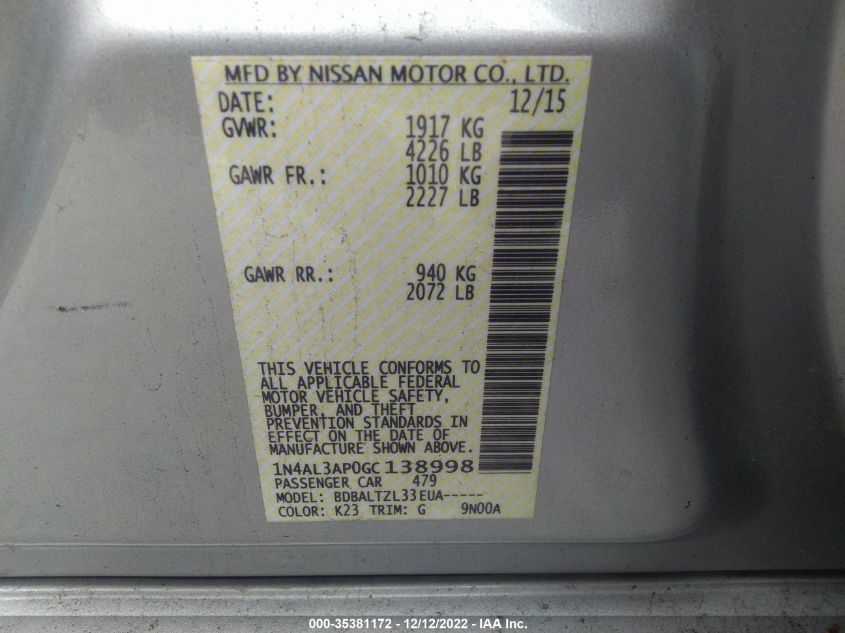 MFD BY NISSAN MOTOR CO., LTD.
DATE: 12/15
GVWR: 1917 KG
4226 LB
GAWR FR.: 1010 KG
2227 LB
GAWR RR.: 940 KG
2072 LB
THIS VEHICLE CONFORMS TO
ALL APPLICABLE FEDERAL
MOTOR VEHICLE SAFETY,
BUMPER, AND THEFT
PREVENTION STANDARDS IN
EFFECT ON THE DATE OF
MANUFACTURE SHOWN ABOVE.
1N4AL3AP0GC138998
PASSENGER CAR 479
MODEL: BDBALTZL33EUA-----
COLOR: K23 TRIM: G 9N00A
000-35381172 - 12/12/2022 - IAA Inc.